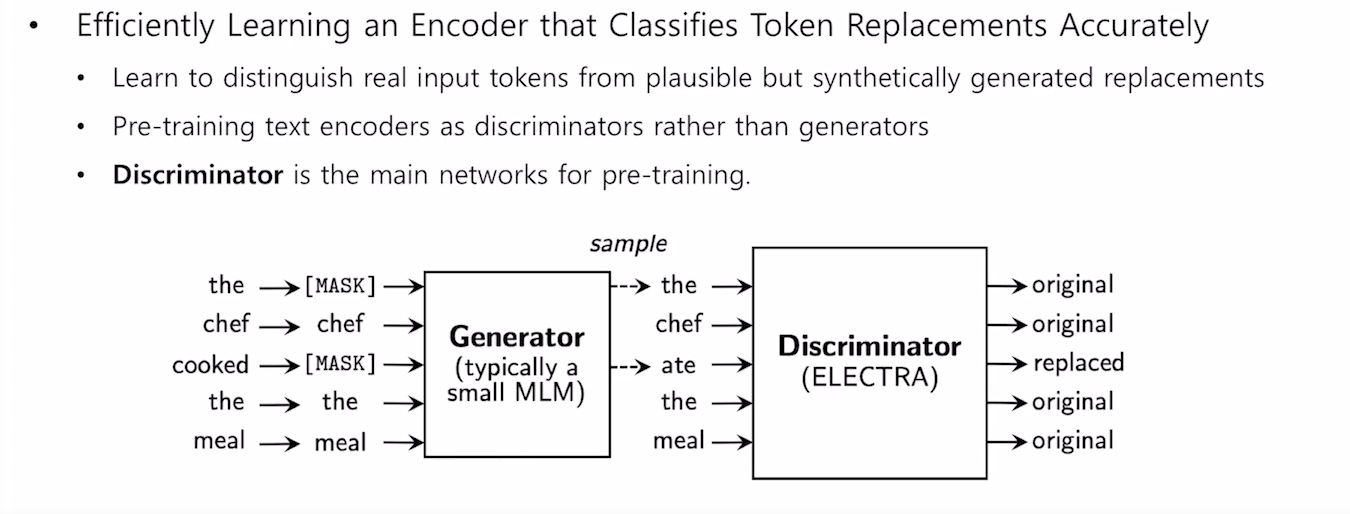 • Efficiently Learning an Encoder that Classifies Token Replacements Accurately
• Learn to distinguish real input tokens from plausible but synthetically generated replacements
• Pre-training text encoders as discriminators rather than generators
• Discriminator is the main networks for pre-training.
sample
the [MASK] the original
chef chef chef original
cooked [MASK] ate replaced
the the the original
meal meal meal original
Generator
(typically a
small MLM)
Discriminator
(ELECTRA)